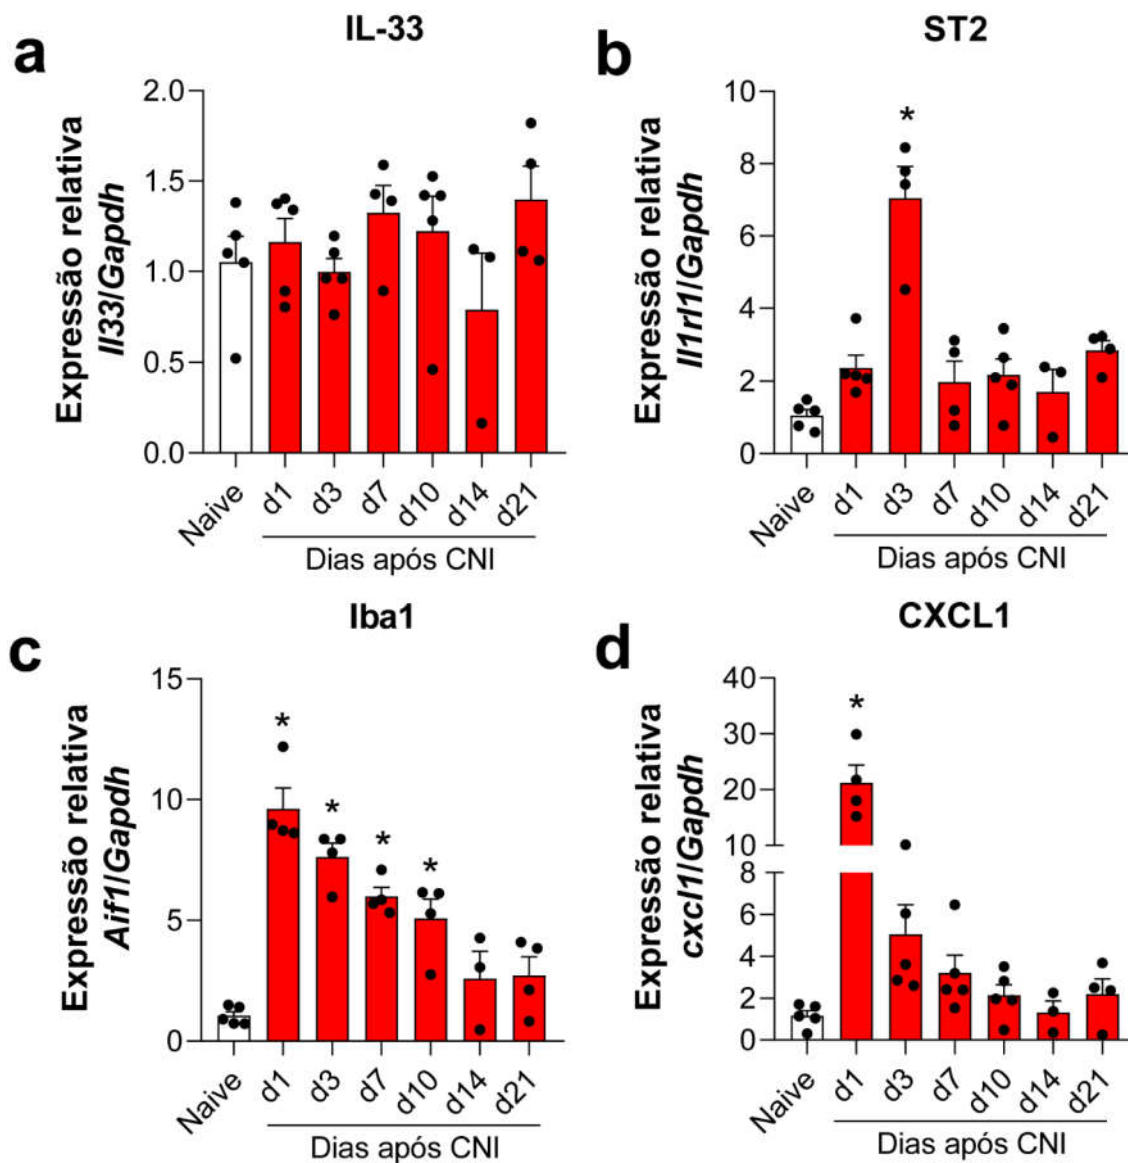 a
IL-33
Expressão relativa
Il33/Gapdh
2.0
1.5
1.0
0.5
0.0
Naive
d1
d3
d7
d10
d14
d21
Dias após CNI
b
ST2
Expressão relativa
Il1rl1/Gapdh
10
8
6
4
2
0
*
Naive
d1
d3
d7
d10
d14
d21
Dias após CNI
c
Iba1
Expressão relativa
Aif1/Gapdh
15
10
5
0
*
*
*
*
Naive
d1
d3
d7
d10
d14
d21
Dias após CNI
d
CXCL1
Expressão relativa
cxcl1/Gapdh
40
30
20
10
8
6
4
2
0
*
Naive
d1
d3
d7
d10
d14
d21
Dias após CNI